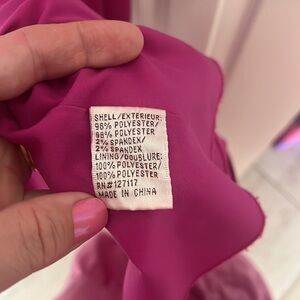 SHELL/EXTERIEUR:
98% POLYESTER/
98% POLYESTER
2% SPANDEX/
2% SPANDEX
LINING/DOUBLURE:
100% POLYESTER/
100% POLYESTER
RN#127117
MADE IN CHINA